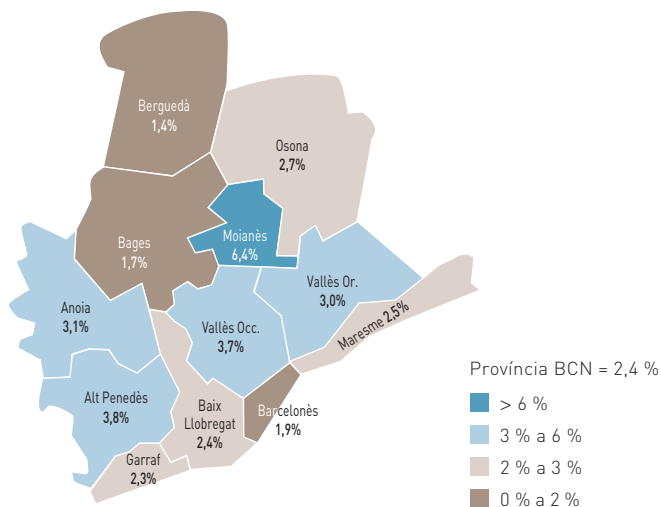 Berguedà
1,4%
Osona
2,7%
Bages
1,7%
Moianès
6,4%
Anoia
3,1%
Vallès Or.
3,0%
Vallès Occ.
3,7%
Maresme 2,5%
Alt Penedès
3,8%
Baix
Llobregat
2,4%
Barcelonès
1,9%
Garraf
2,3%
Província BCN = 2,4 %
> 6 %
3 % a 6 %
2 % a 3 %
0 % a 2 %